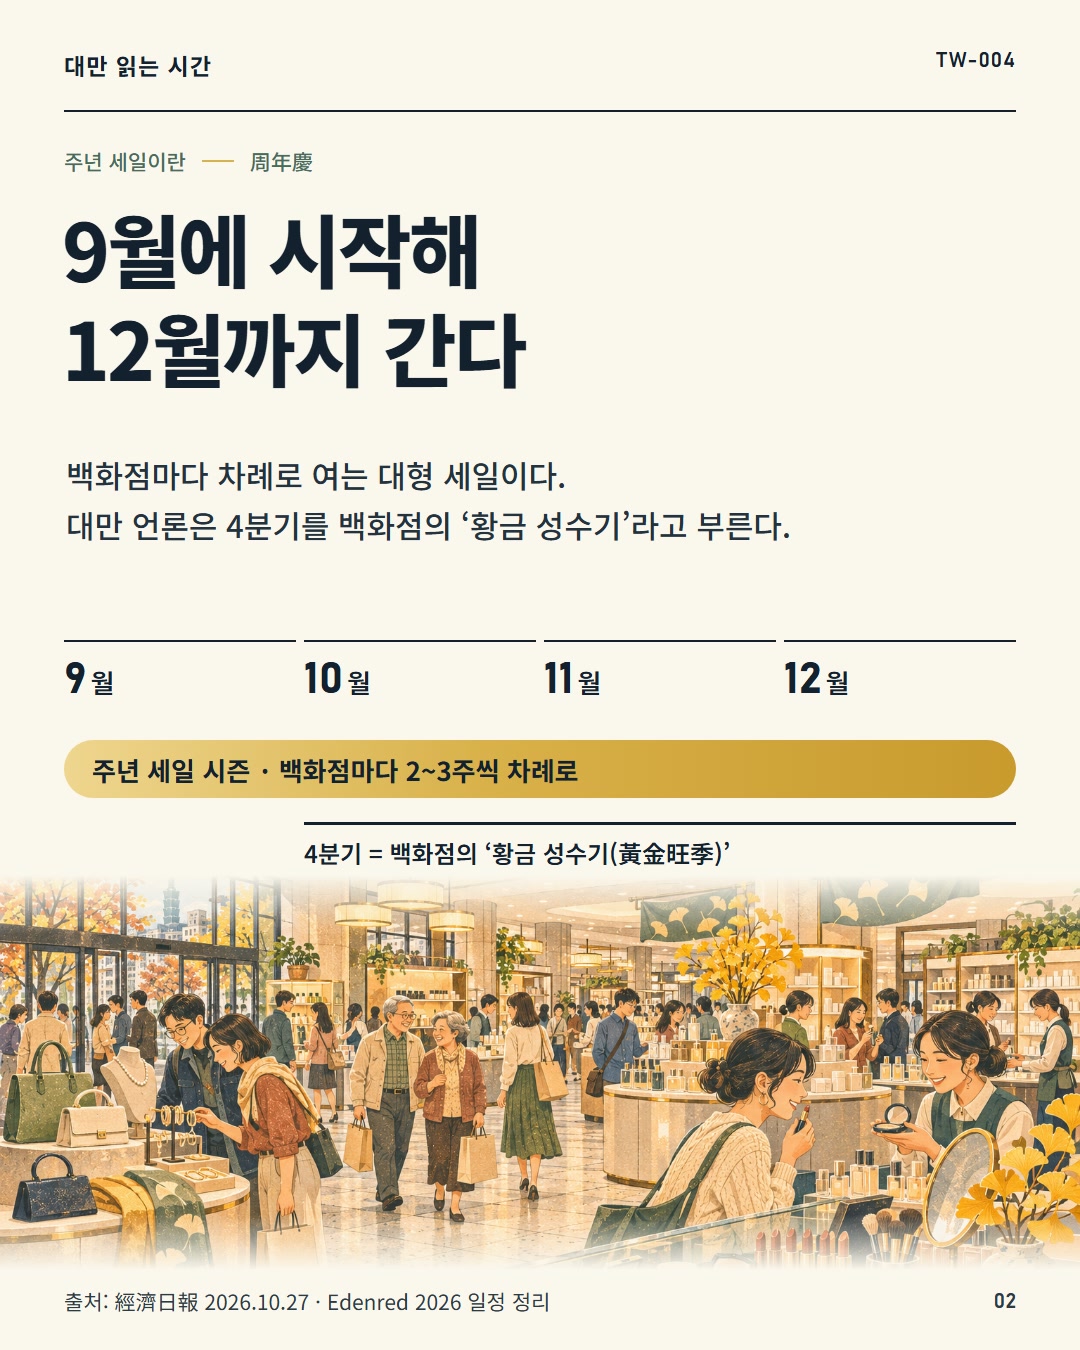 대만 읽는 시간
TW-004
주년 세일이란 — 周年慶
9월에 시작해
12월까지 간다
백화점마다 차례로 여는 대형 세일이다.
대만 언론은 4분기를 백화점의 ‘황금 성수기’라고 부른다.
9월
10월
11월
12월
주년 세일 시즌 · 백화점마다 2~3주씩 차례로
4분기 = 백화점의 ‘황금 성수기(黃金旺季)’
출처: 經濟日報 2026.10.27 · Edenred 2026 일정 정리
02